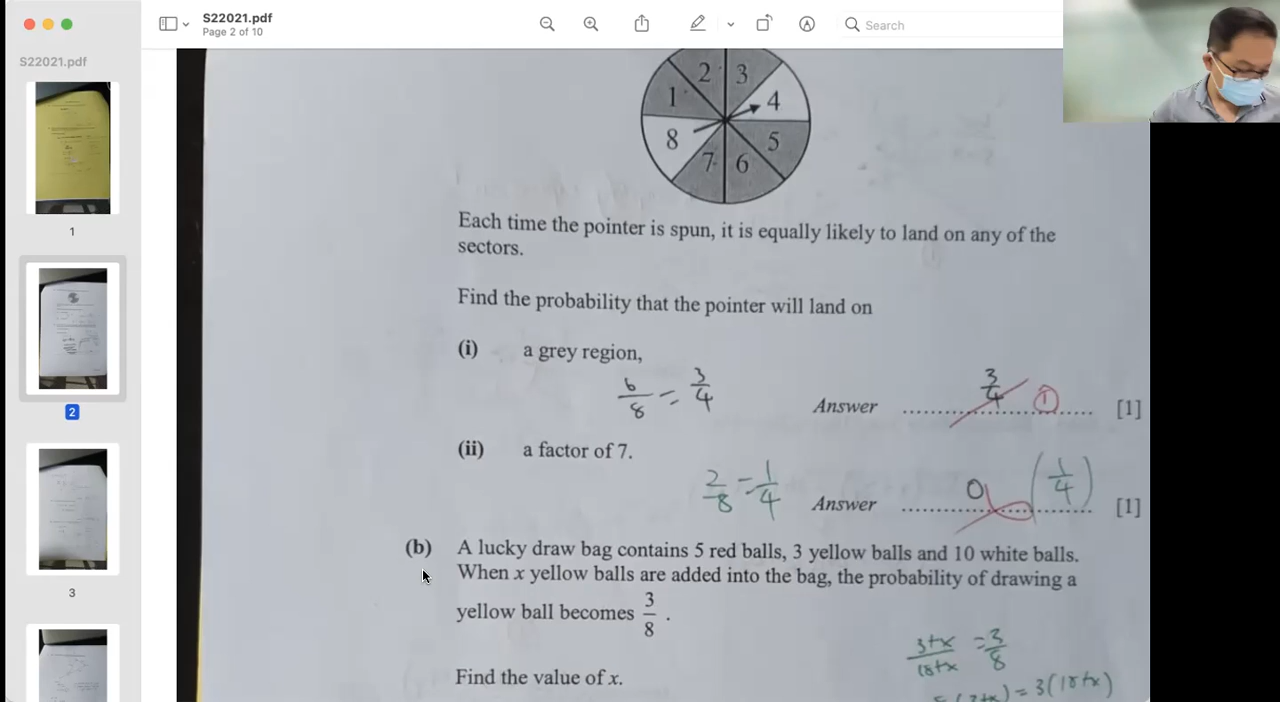 S22021.pdf
Page 2 of 10
Search
S22021.pdf
1
2
3
2 3
1 4
8 5
7 6
Each time the pointer is spun, it is equally likely to land on any of the
sectors.
Find the probability that the pointer will land on
(i) a grey region,
6/8 = 3/4
Answer 3/4 1 [1]
(ii) a factor of 7.
2/8 = 1/4
Answer 0 (1/4) [1]
(b) A lucky draw bag contains 5 red balls, 3 yellow balls and 10 white balls.
When x yellow balls are added into the bag, the probability of drawing a
yellow ball becomes 3/8 .
3+x/18+x = 3/8
Find the value of x.
= 3(18+x)